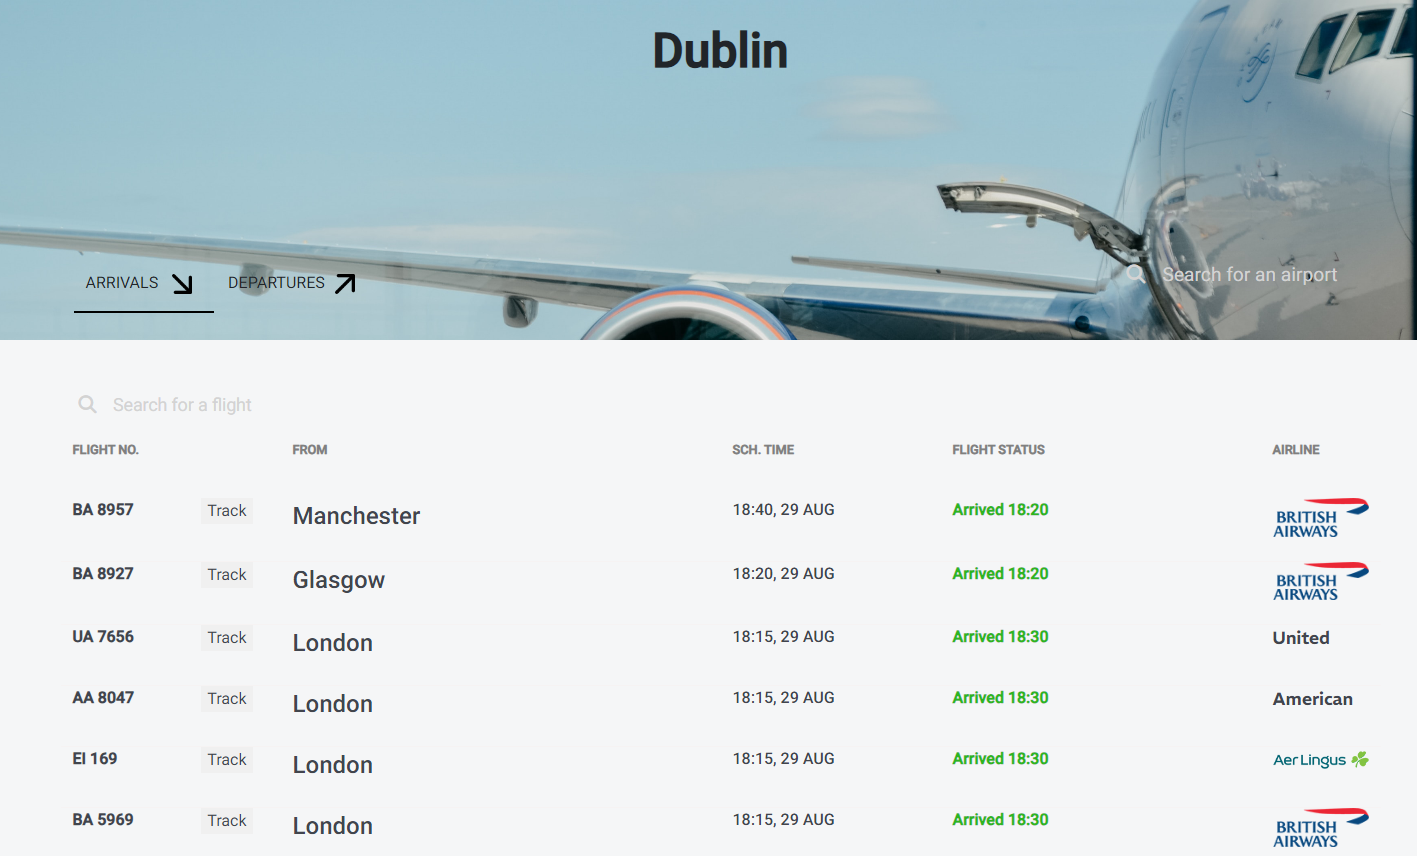 Dublin
ARRIVALS DEPARTURES Search for an airport
Search for a flight
FLIGHT NO. FROM SCH. TIME FLIGHT STATUS AIRLINE
BA 8957 Track Manchester 18:40, 29 AUG Arrived 18:20 BRITISH AIRWAYS
BA 8927 Track Glasgow 18:20, 29 AUG Arrived 18:20 BRITISH AIRWAYS
UA 7656 Track London 18:15, 29 AUG Arrived 18:30 United
AA 8047 Track London 18:15, 29 AUG Arrived 18:30 American
EI 169 Track London 18:15, 29 AUG Arrived 18:30 Aer Lingus
BA 5969 Track London 18:15, 29 AUG Arrived 18:30 BRITISH AIRWAYS